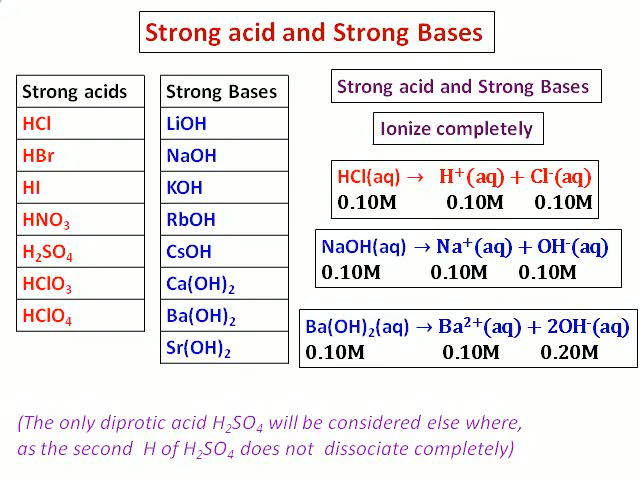 Strong acid and Strong Bases
Strong acids
HCl
HBr
HI
HNO₃
H₂SO₄
HClO₃
HClO₄
Strong Bases
LiOH
NaOH
KOH
RbOH
CsOH
Ca(OH)₂
Ba(OH)₂
Sr(OH)₂
Strong acid and Strong Bases
Ionize completely
HCl(aq) → H⁺(aq) + Cl⁻(aq)
0.10M 0.10M 0.10M
NaOH(aq) → Na⁺(aq) + OH⁻(aq)
0.10M 0.10M 0.10M
Ba(OH)₂(aq) → Ba²⁺(aq) + 2OH⁻(aq)
0.10M 0.10M 0.20M
(The only diprotic acid H₂SO₄ will be considered else where,
as the second H of H₂SO₄ does not dissociate completely)